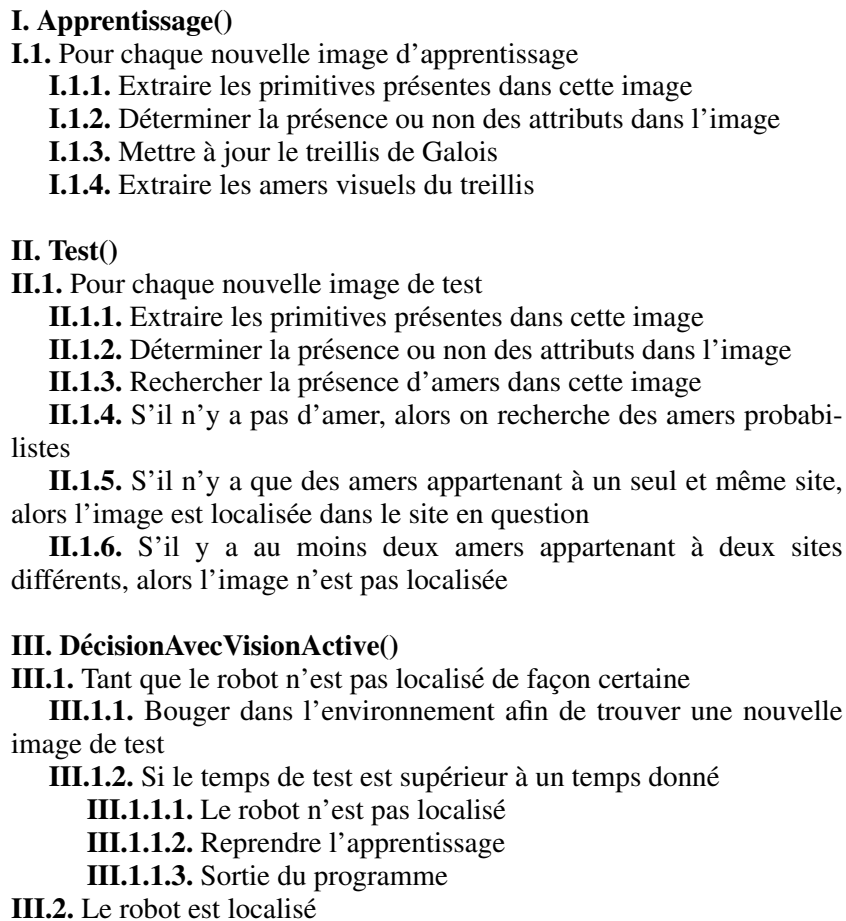 I. Apprentissage()
I.1. Pour chaque nouvelle image d'apprentissage
I.1.1. Extraire les primitives présentes dans cette image
I.1.2. Déterminer la présence ou non des attributs dans l'image
I.1.3. Mettre à jour le treillis de Galois
I.1.4. Extraire les amers visuels du treillis
II. Test()
II.1. Pour chaque nouvelle image de test
II.1.1. Extraire les primitives présentes dans cette image
II.1.2. Déterminer la présence ou non des attributs dans l'image
II.1.3. Rechercher la présence d'amers dans cette image
II.1.4. S'il n'y a pas d'amer, alors on recherche des amers probabi-
listes
II.1.5. S'il n'y a que des amers appartenant à un seul et même site,
alors l'image est localisée dans le site en question
II.1.6. S'il y a au moins deux amers appartenant à deux sites
différents, alors l'image n'est pas localisée
III. DécisionAvecVisionActive()
III.1. Tant que le robot n'est pas localisé de façon certaine
III.1.1. Bouger dans l'environnement afin de trouver une nouvelle
image de test
III.1.2. Si le temps de test est supérieur à un temps donné
III.1.1.1. Le robot n'est pas localisé
III.1.1.2. Reprendre l'apprentissage
III.1.1.3. Sortie du programme
III.2. Le robot est localisé